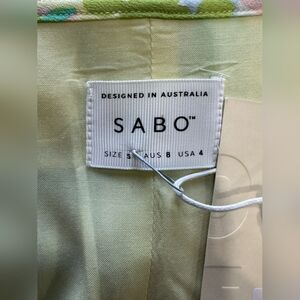 DESIGNED IN AUSTRALIA
SABO™
SIZE S AUS 8 USA 4